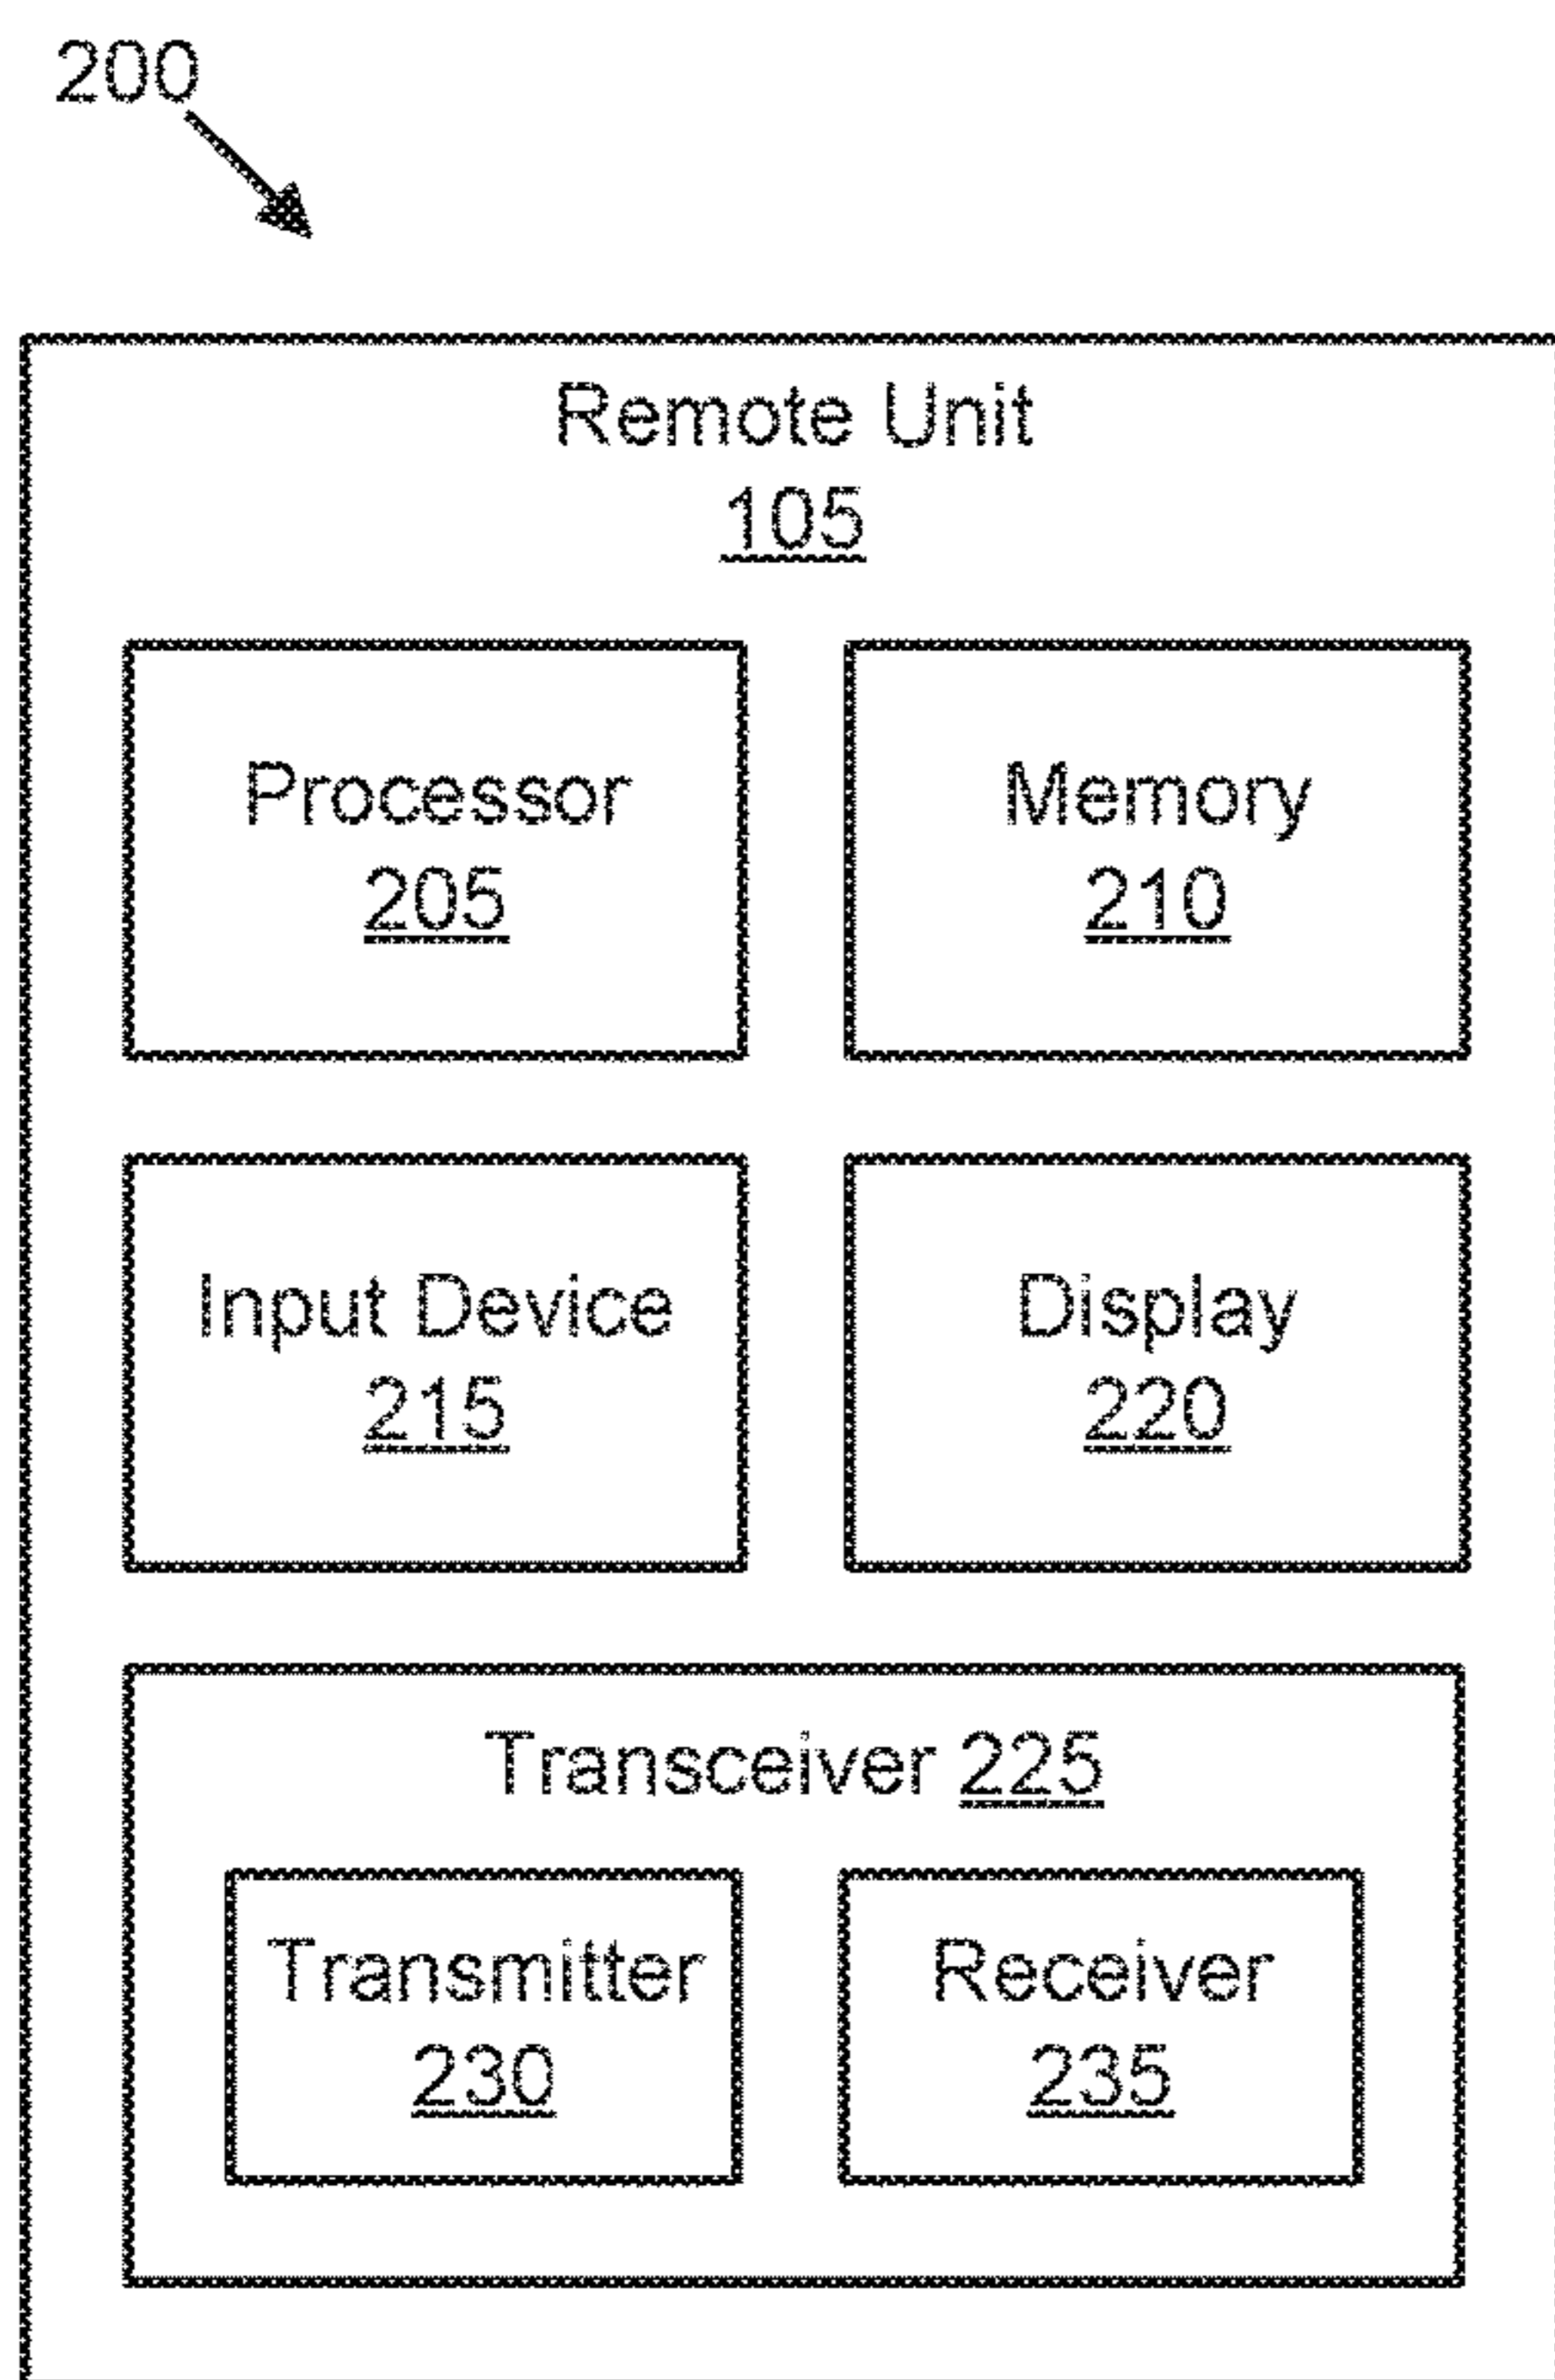 200
Remote Unit
105
Processor
205
Memory
210
Input Device
215
Display
220
Transceiver 225
Transmitter
230
Receiver
235